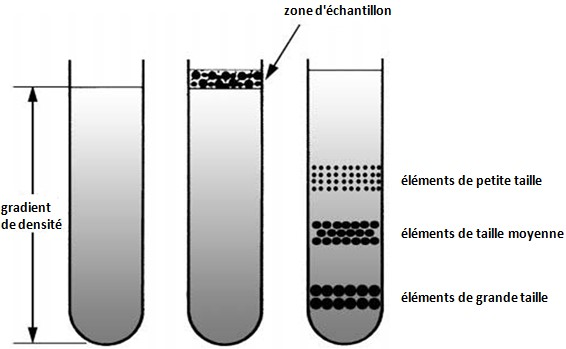 zone d'échantillon
gradient
de densité
éléments de petite taille
éléments de taille moyenne
éléments de grande taille